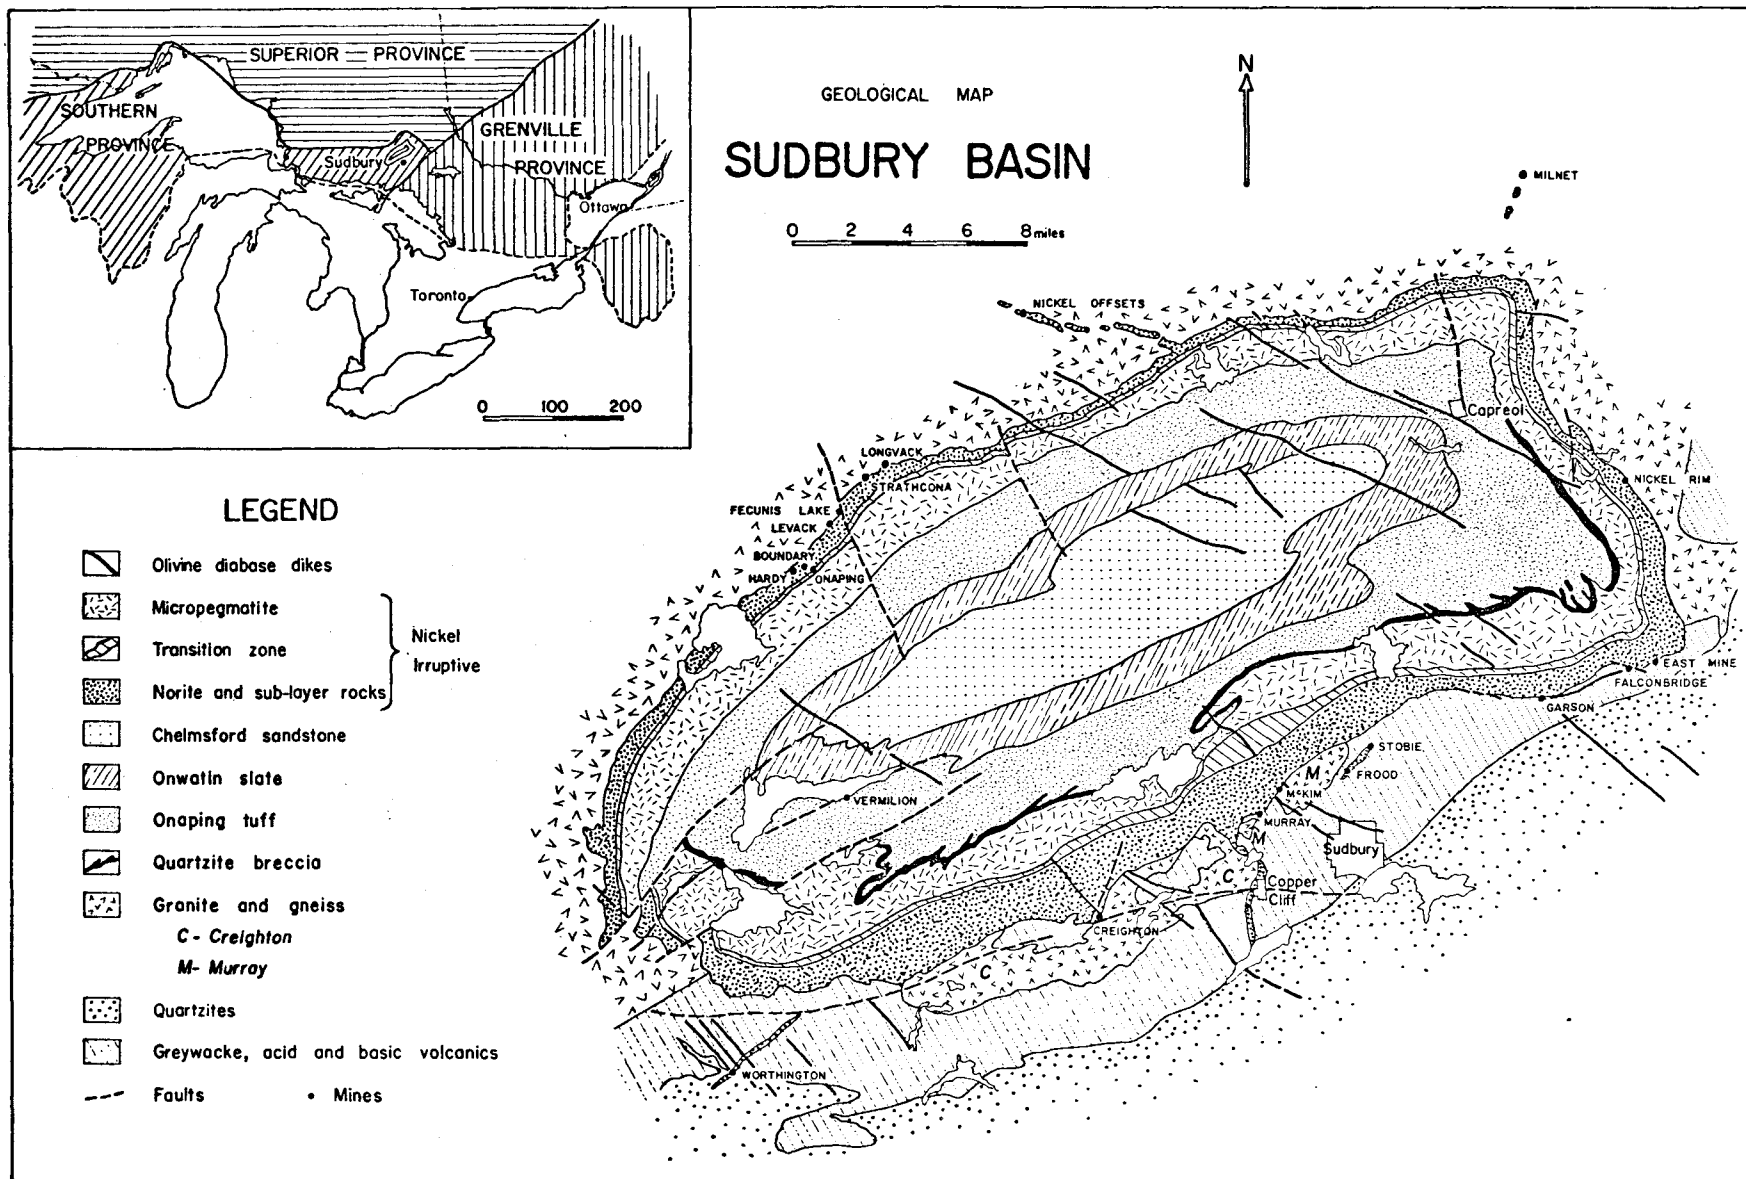 SUPERIOR PROVINCE
SOUTHERN
PROVINCE
GRENVILLE
PROVINCE
Sudbury
Ottawa
Toronto
0 100 200
GEOLOGICAL MAP
SUDBURY BASIN
0 2 4 6 8 miles
N
LEGEND
Olivine diabase dikes
Micropegmatite
Transition zone
Norite and sub-layer rocks
Nickel
Irruptive
Chelmsford sandstone
Onwatin slate
Onaping tuff
Quartzite breccia
Granite and gneiss
C - Creighton
M - Murray
Quartzites
Greywacke, acid and basic volcanics
Faults
Mines
MILNET
NICKEL OFFSETS
Capreol
LONGVACK
STRATHCONA
NICKEL RIM
FECUNIS LAKE
LEVACK
BOUNDARY
HARDY
ONAPING
EAST MINE
FALCONBRIDGE
GARSON
STOBIE
M
FROOD
McKIM
VERMILION
MURRAY
M
Sudbury
C
Copper
Cliff
CREIGHTON
C
WORTHINGTON